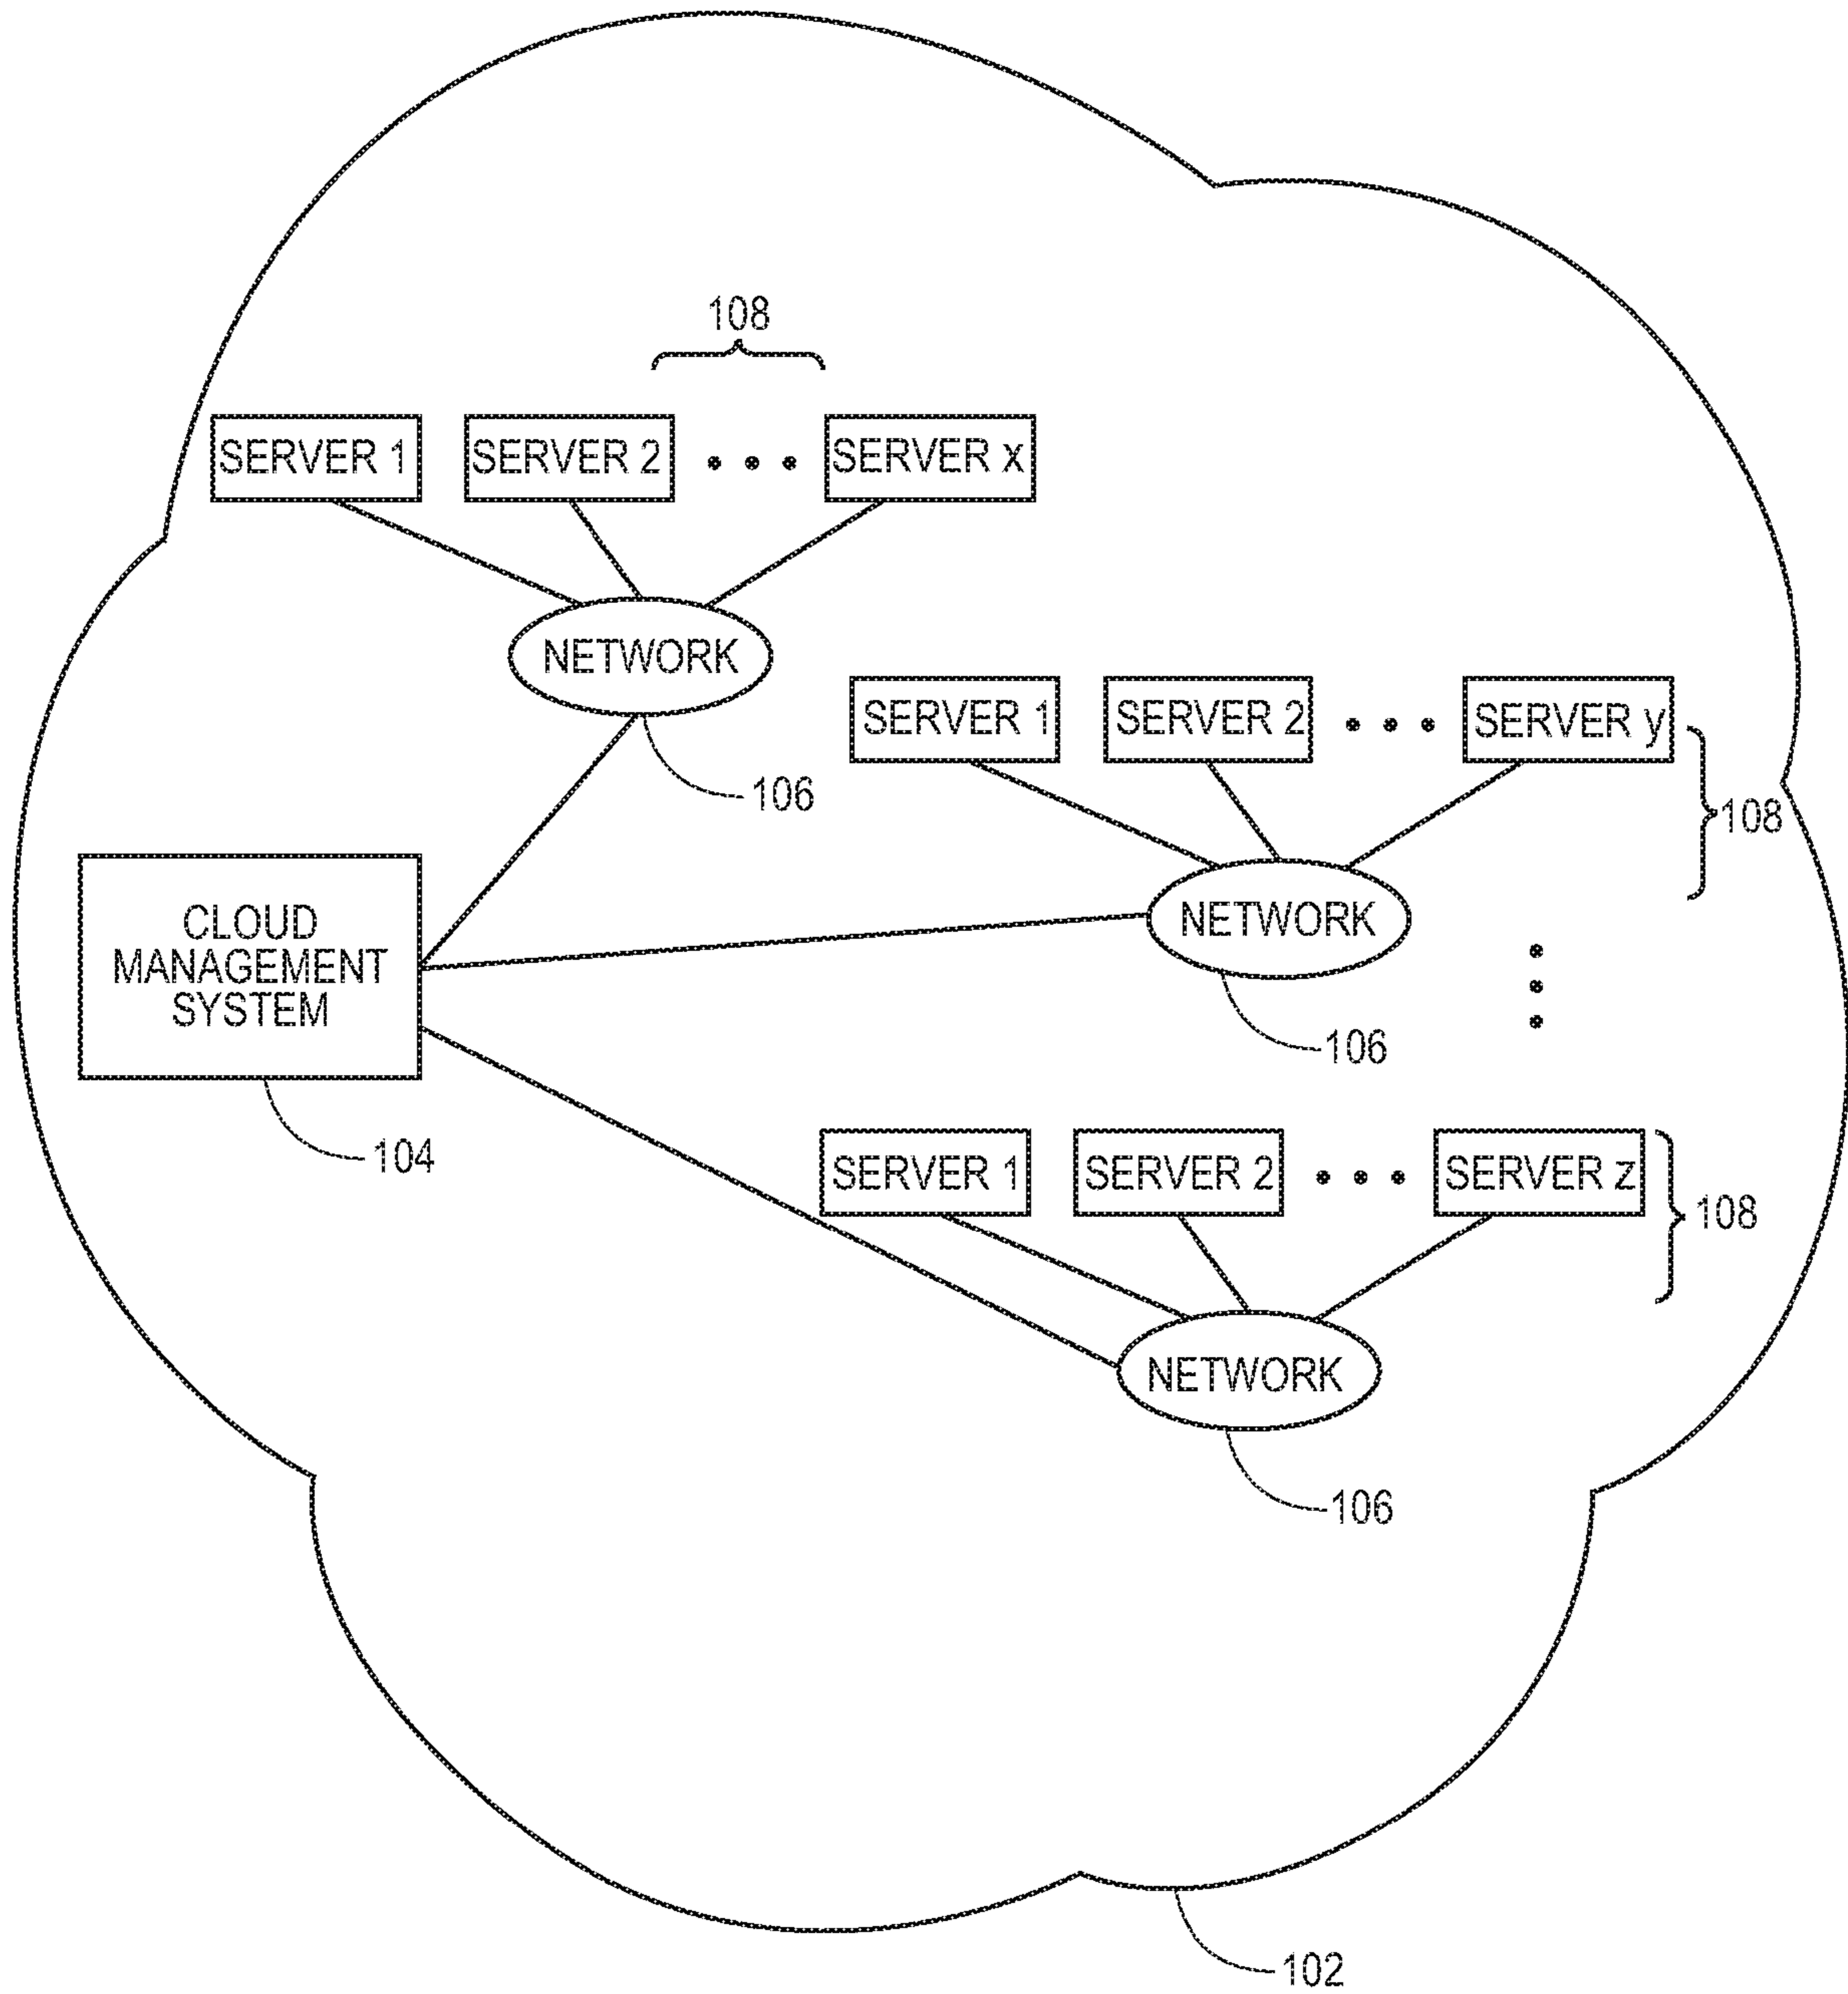 108
SERVER 1
SERVER 2
SERVER x
NETWORK
106
SERVER 1
SERVER 2
SERVER y
108
CLOUD
MANAGEMENT
SYSTEM
104
NETWORK
106
SERVER 1
SERVER 2
SERVER z
108
NETWORK
106
102